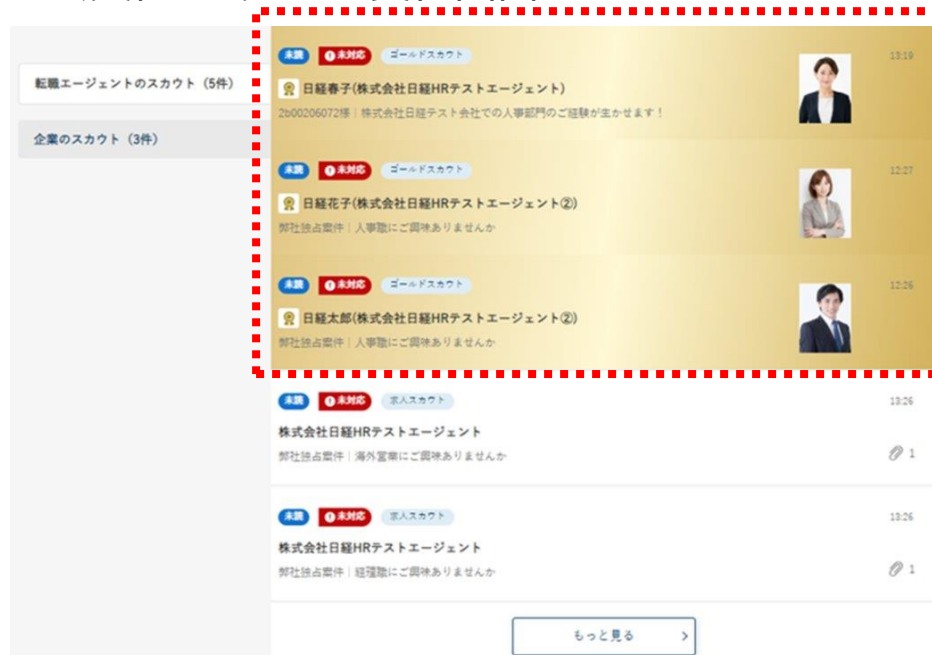 転職エージェントのスカウト（5件）
企業のスカウト（3件）
未読 未対応 ゴールドスカウト 13:19
日経春子(株式会社日経HRテストエージェント)
2b00206072様｜株式会社日経テスト会社での人事部門のご経験が生かせます！
未読 未対応 ゴールドスカウト 12:27
日経花子(株式会社日経HRテストエージェント②)
弊社独占案件｜人事職にご興味ありませんか
未読 未対応 ゴールドスカウト 12:26
日経太郎(株式会社日経HRテストエージェント②)
弊社独占案件｜人事職にご興味ありませんか
未読 未対応 求人スカウト 13:26
株式会社日経HRテストエージェント
弊社独占案件｜海外営業にご興味ありませんか 1
未読 未対応 求人スカウト 13:26
株式会社日経HRテストエージェント
弊社独占案件｜経理職にご興味ありませんか 1
もっと見る